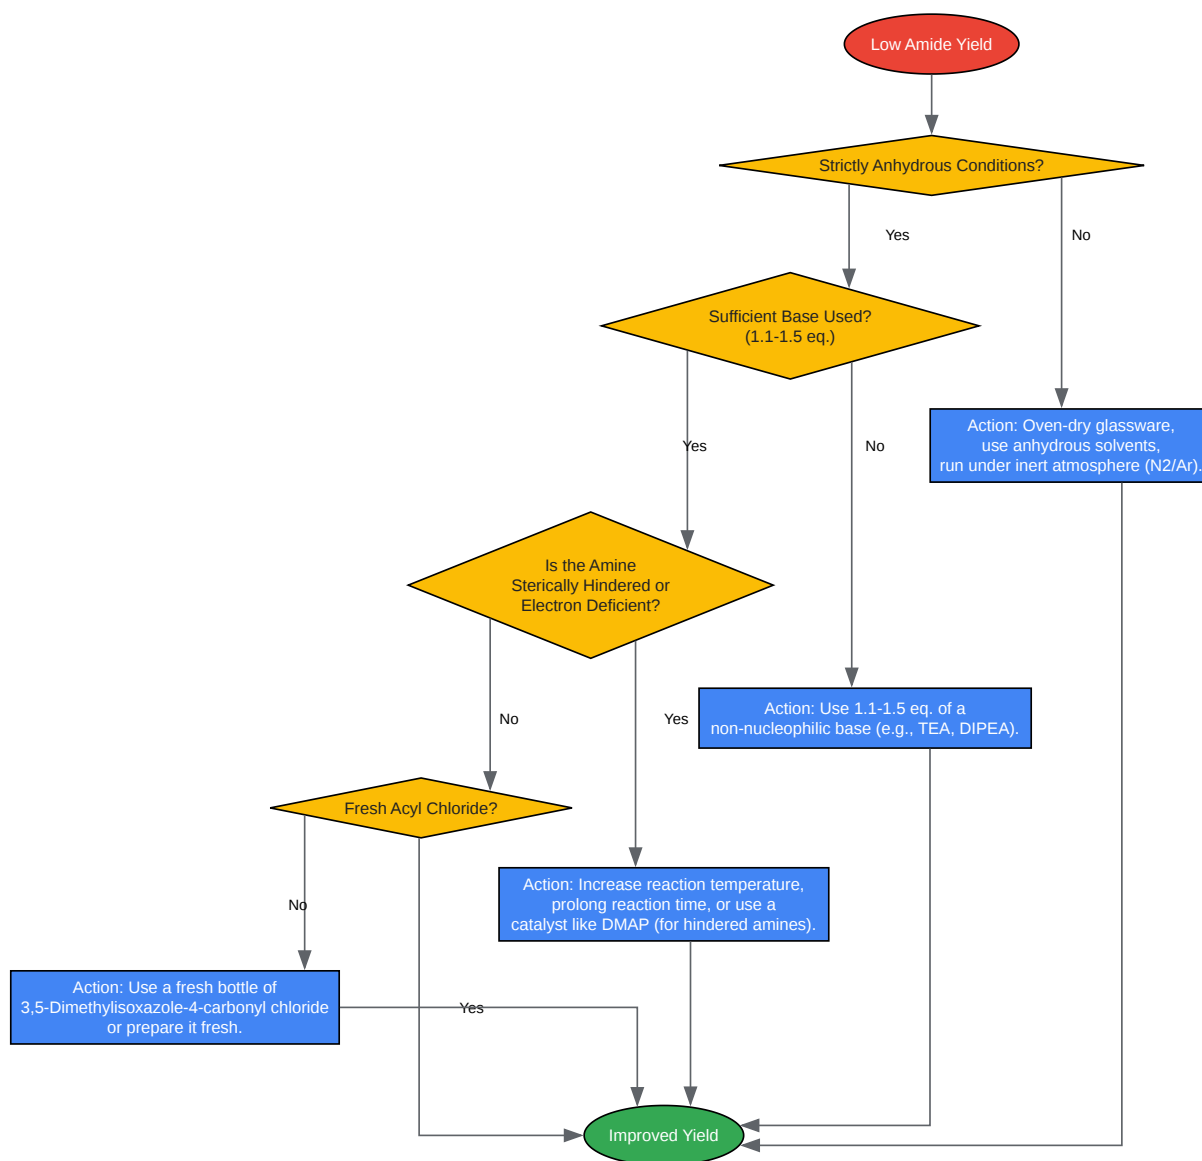 Low Amide Yield
Strictly Anhydrous Conditions?
Yes
No
Sufficient Base Used?
(1.1-1.5 eq.)
Action: Oven-dry glassware,
use anhydrous solvents,
run under inert atmosphere (N2/Ar).
Yes
No
Is the Amine
Sterically Hindered or
Electron Deficient?
Action: Use 1.1-1.5 eq. of a
non-nucleophilic base (e.g., TEA, DIPEA).
No
Yes
Fresh Acyl Chloride?
Action: Increase reaction temperature,
prolong reaction time, or use a
catalyst like DMAP (for hindered amines).
No
Action: Use a fresh bottle of
3,5-Dimethylisoxazole-4-carbonyl chloride
or prepare it fresh.
Yes
Improved Yield